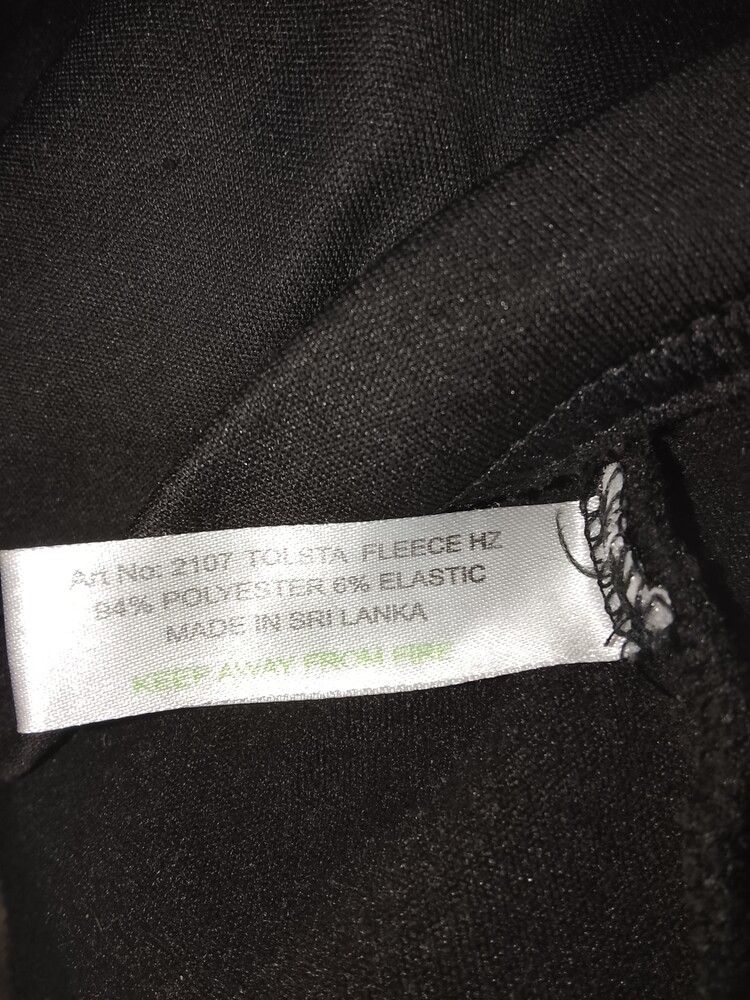 Art No: 2107 TOLSTA FLEECE HZ
94% POLYESTER 6% ELASTIC
MADE IN SRI LANKA
KEEP AWAY FROM FIRE